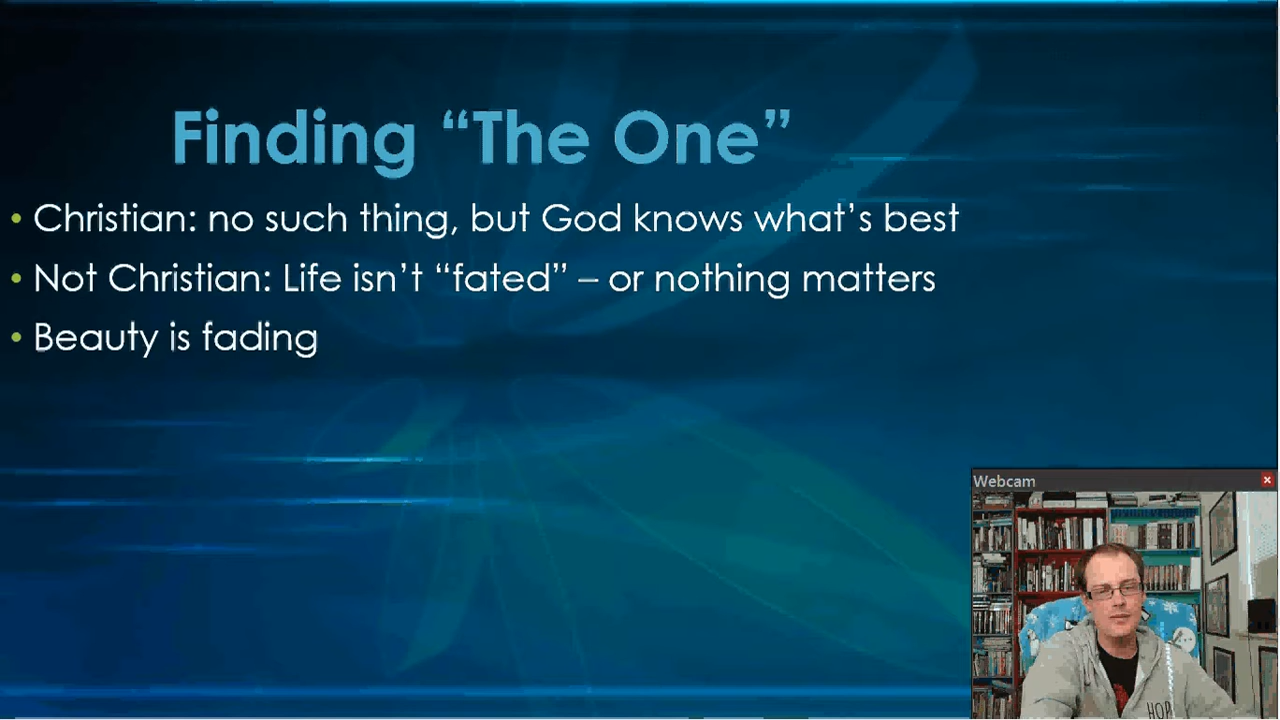 Finding “The One”
• Christian: no such thing, but God knows what’s best
• Not Christian: Life isn’t “fated” – or nothing matters
• Beauty is fading
Webcam
HOP